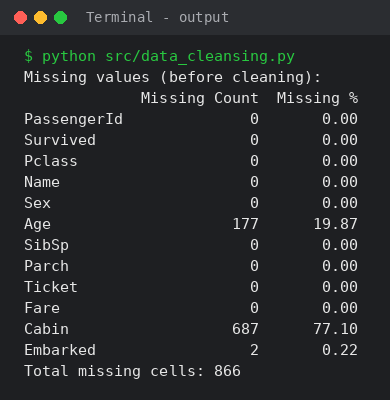 Terminal - output
$ python src/data_cleansing.py
Missing values (before cleaning):
Missing Count  Missing %
PassengerId              0       0.00
Survived                 0       0.00
Pclass                   0       0.00
Name                     0       0.00
Sex                      0       0.00
Age                    177      19.87
SibSp                    0       0.00
Parch                    0       0.00
Ticket                   0       0.00
Fare                     0       0.00
Cabin                  687      77.10
Embarked                 2       0.22
Total missing cells: 866